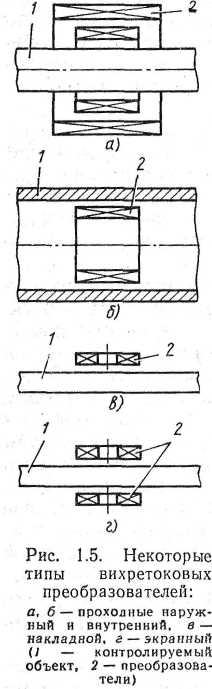 1
2
а)
1
2
б)
1
2
в)
1
2
г)
Рис. 1.5. Некоторые
типы вихретоковых
преобразователей:
а, б — проходные наруж-
ный и внутренний, в —
накладной, г — экранный
(1 — контролируемый
объект, 2 — преобразова-
тели)